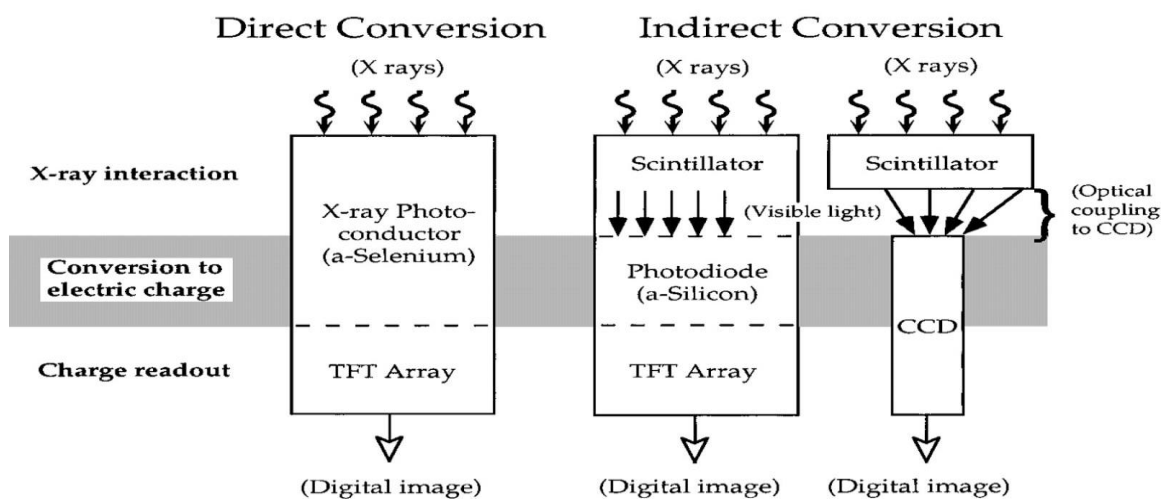 Direct Conversion
Indirect Conversion
(X rays)
(X rays)
(X rays)
X-ray interaction
X-ray Photo-
conductor
(a-Selenium)
Scintillator
(Visible light)
Scintillator
(Optical
coupling
to CCD)
Conversion to
electric charge
Photodiode
(a-Silicon)
CCD
Charge readout
TFT Array
TFT Array
(Digital image)
(Digital image)
(Digital image)